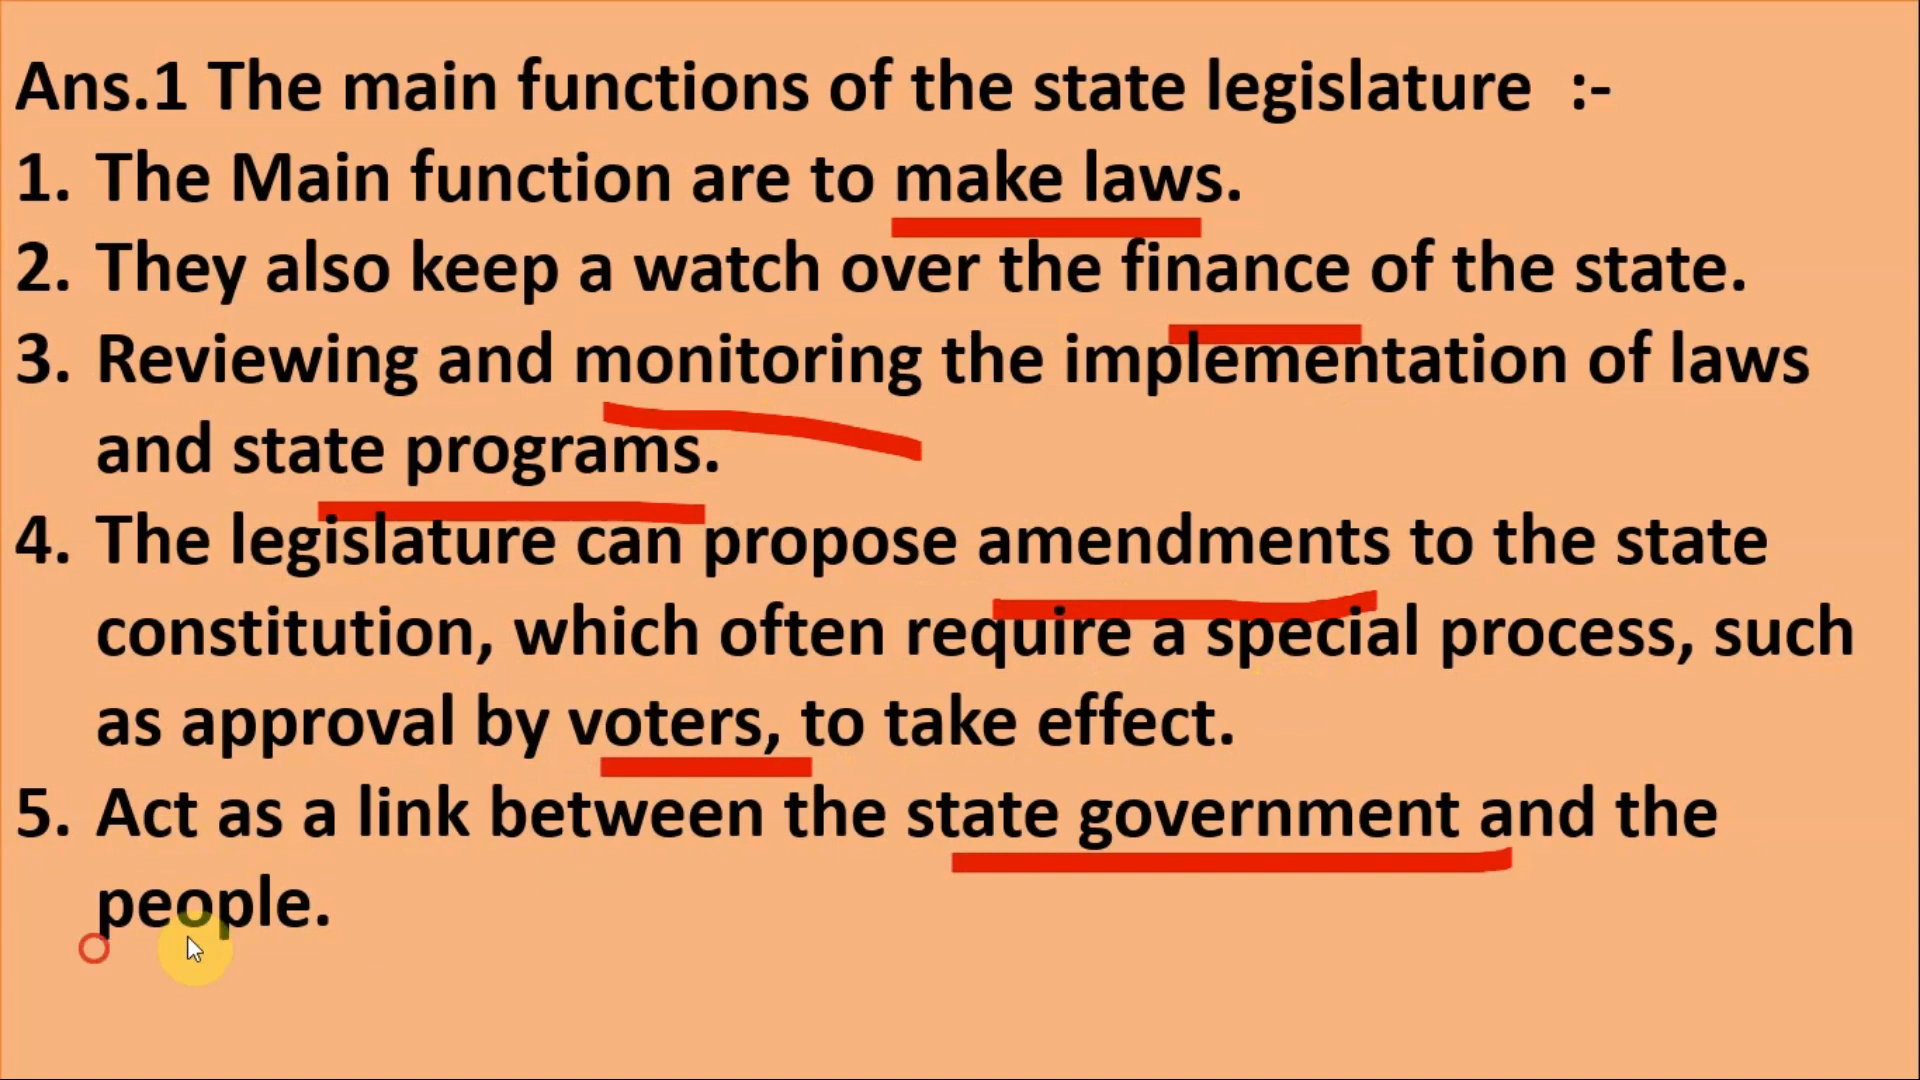 Ans.1 The main functions of the state legislature :-
1. The Main function are to make laws.
2. They also keep a watch over the finance of the state.
3. Reviewing and monitoring the implementation of laws
and state programs.
4. The legislature can propose amendments to the state
constitution, which often require a special process, such
as approval by voters, to take effect.
5. Act as a link between the state government and the
people.